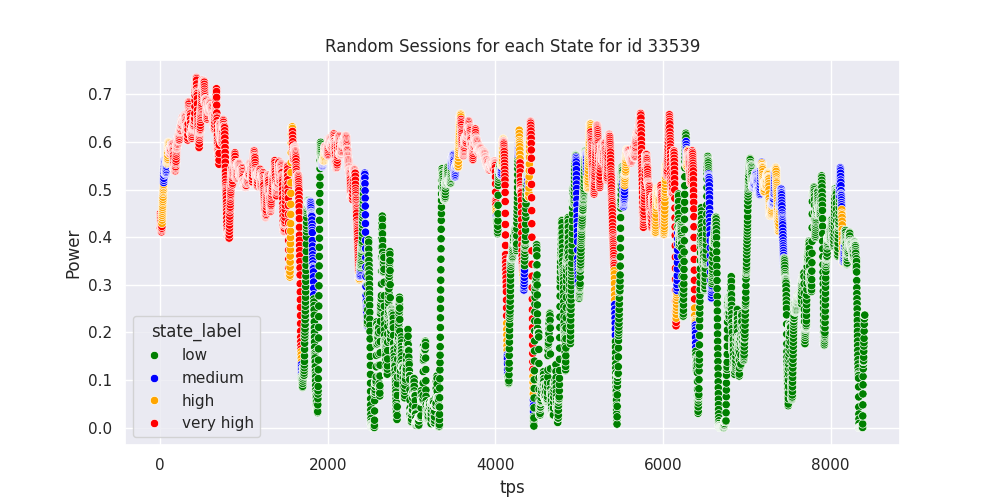 Random Sessions for each State for id 33539
Power
0.7
0.6
0.5
0.4
0.3
0.2
0.1
0.0
state_label
low
medium
high
very high
0
2000
4000
6000
8000
tps